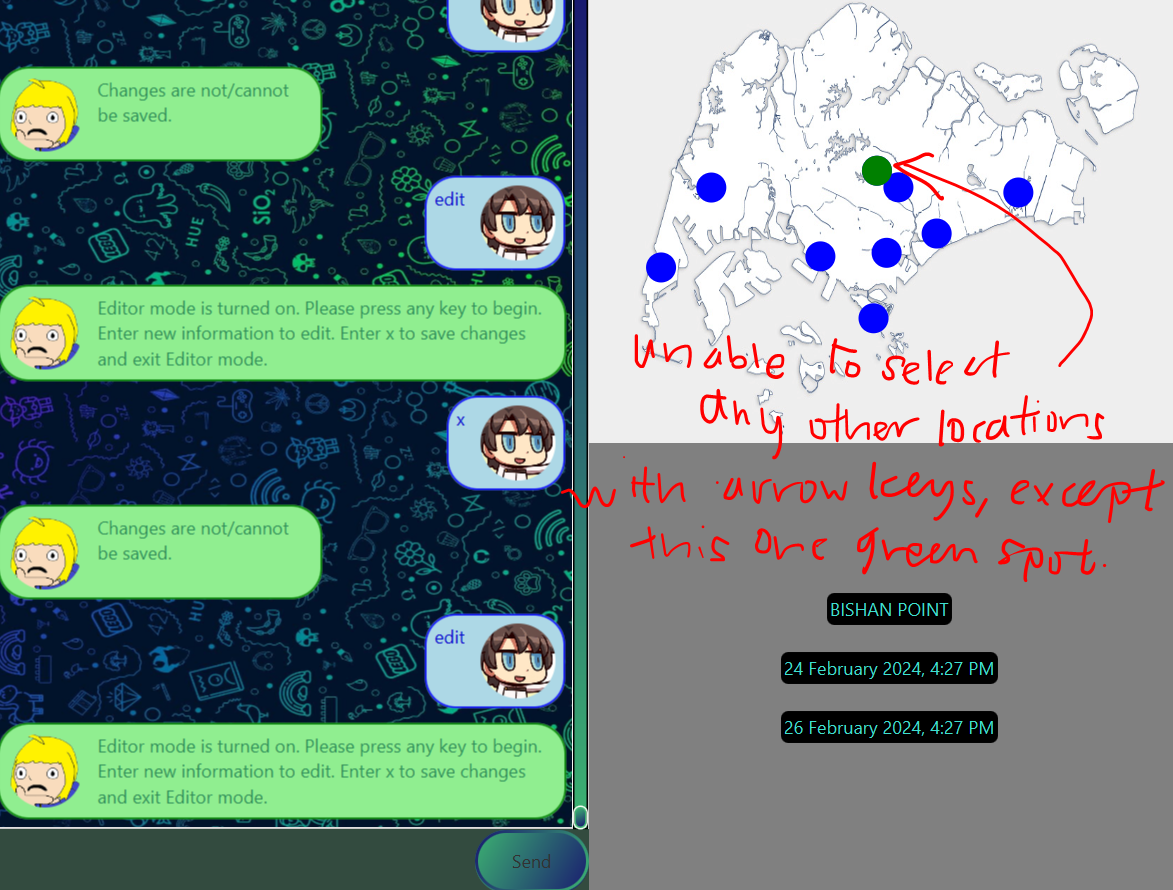 Changes are not/cannot
be saved.
edit
Editor mode is turned on. Please press any key to begin.
Enter new information to edit. Enter x to save changes
and exit Editor mode.
x
Changes are not/cannot
be saved.
edit
Editor mode is turned on. Please press any key to begin.
Enter new information to edit. Enter x to save changes
and exit Editor mode.
Send
unable to select
any other locations
with arrow keys, except
this one green spot.
BISHAN POINT
24 February 2024, 4:27 PM
26 February 2024, 4:27 PM
HUE
SiO2